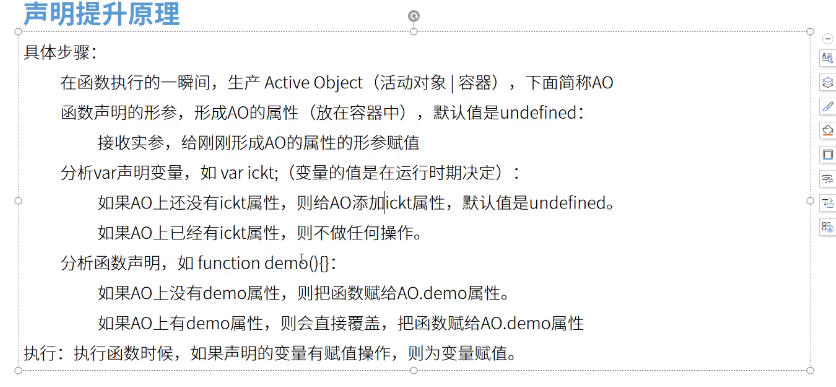 声明提升原理
具体步骤：
在函数执行的一瞬间，生产 Active Object（活动对象 | 容器），下面简称AO
函数声明的形参，形成AO的属性（放在容器中），默认值是undefined：
接收实参，给刚刚形成AO的属性的形参赋值
分析var声明变量，如 var ickt;（变量的值是在运行时期决定）：
如果AO上还没有ickt属性，则给AO添加ickt属性，默认值是undefined。
如果AO上已经有ickt属性，则不做任何操作。
分析函数声明，如 function demo(){}：
如果AO上没有demo属性，则把函数赋给AO.demo属性。
如果AO上有demo属性，则会直接覆盖，把函数赋给AO.demo属性
执行：执行函数时候，如果声明的变量有赋值操作，则为变量赋值。